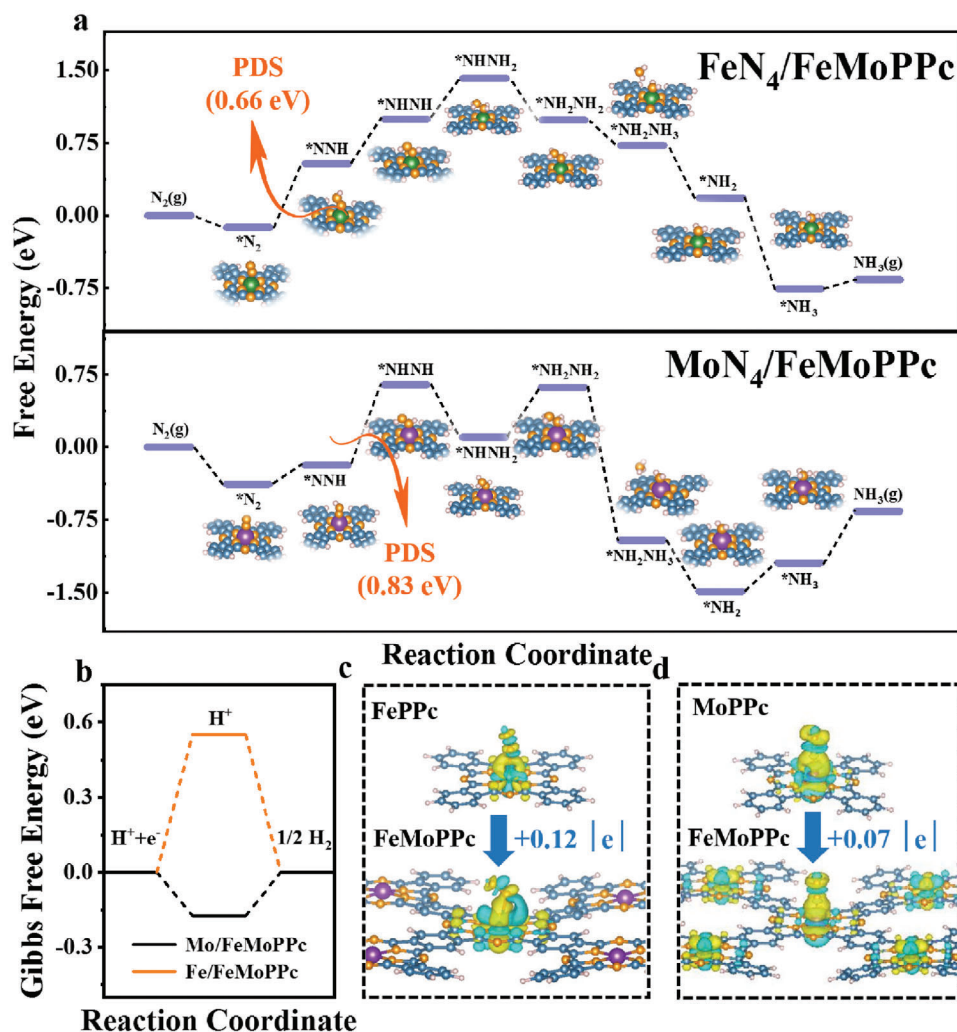 a
FeN₄/FeMoPPc
PDS
(0.66 eV)
1.50
0.75
0.00
-0.75
N₂(g)
*N₂
*NNH
*NHNH
*NHNH₂
*NH₂NH₂
*NH₂NH₃
*NH₂
*NH₃
NH₃(g)
Free Energy (eV)
MoN₄/FeMoPPc
0.75
0.00
-0.75
-1.50
N₂(g)
*N₂
*NNH
*NHNH
*NHNH₂
*NH₂NH₂
*NH₂NH₃
*NH₂
*NH₃
NH₃(g)
PDS
(0.83 eV)
Reaction Coordinate
b
Gibbs Free Energy (eV)
0.6
0.3
0.0
-0.3
H⁺+e⁻
H⁺
1/2 H₂
Mo/FeMoPPc
Fe/FeMoPPc
Reaction Coordinate
c
FePPc
FeMoPPc
+0.12 |e|
d
MoPPc
FeMoPPc
+0.07 |e|